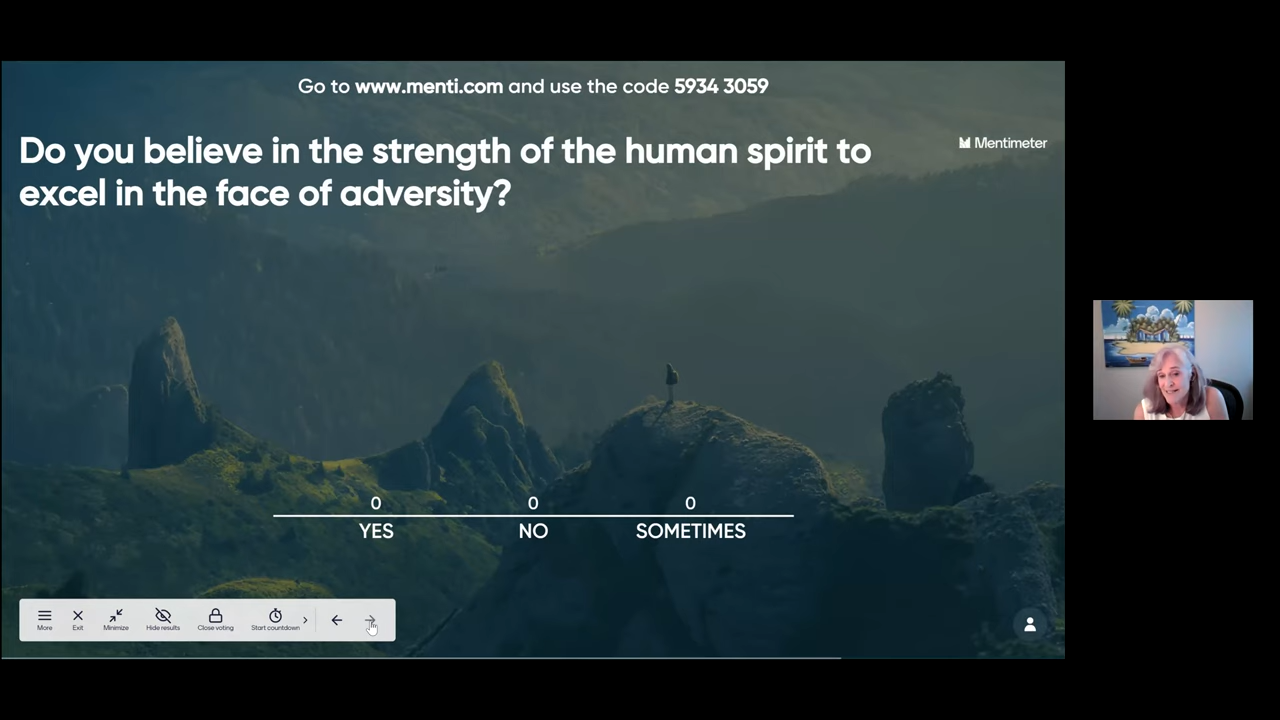 Go to www.menti.com and use the code 5934 3059
Do you believe in the strength of the human spirit to
excel in the face of adversity?
Mentimeter
0 0 0
YES NO SOMETIMES
More Exit Minimize Hide results Close voting Start countdown